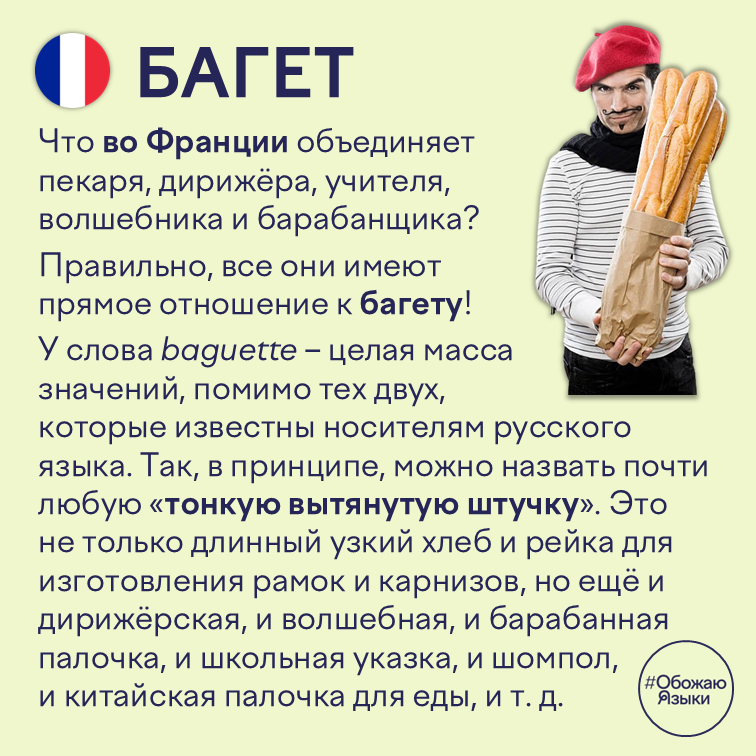 БАГЕТ
Что во Франции объединяет
пекаря, дирижёра, учителя,
волшебника и барабанщика?
Правильно, все они имеют
прямое отношение к багету!
У слова baguette – целая масса
значений, помимо тех двух,
которые известны носителям русского
языка. Так, в принципе, можно назвать почти
любую «тонкую вытянутую штучку». Это
не только длинный узкий хлеб и рейка для
изготовления рамок и карнизов, но ещё и
дирижёрская, и волшебная, и барабанная
палочка, и школьная указка, и шомпол,
и китайская палочка для еды, и т. д.
#Обожаю
Языки